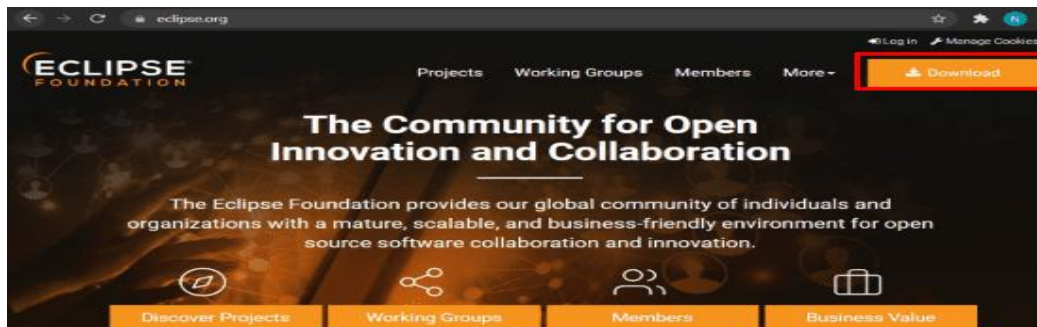 eclipse.org
N
Log in Manage Cookies
ECLIPSE
FOUNDATION
Projects Working Groups Members More Download
The Community for Open
Innovation and Collaboration
The Eclipse Foundation provides our global community of individuals and
organizations with a mature, scalable, and business-friendly environment for open
source software collaboration and innovation.
Discover Projects Working Groups Members Business Value